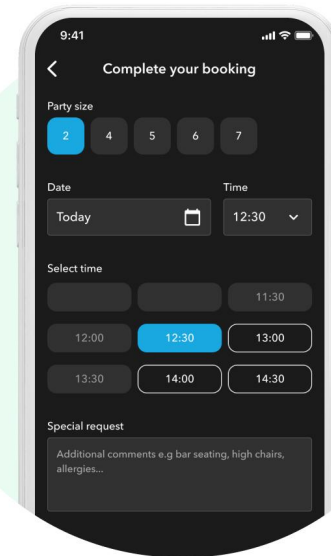 9:41
Complete your booking
Party size
2 4 5 6 7
Date Time
Today 12:30
Select time
11:30
12:00 12:30 13:00
13:30 14:00 14:30
Special request
Additional comments e.g bar seating, high chairs,
allergies...